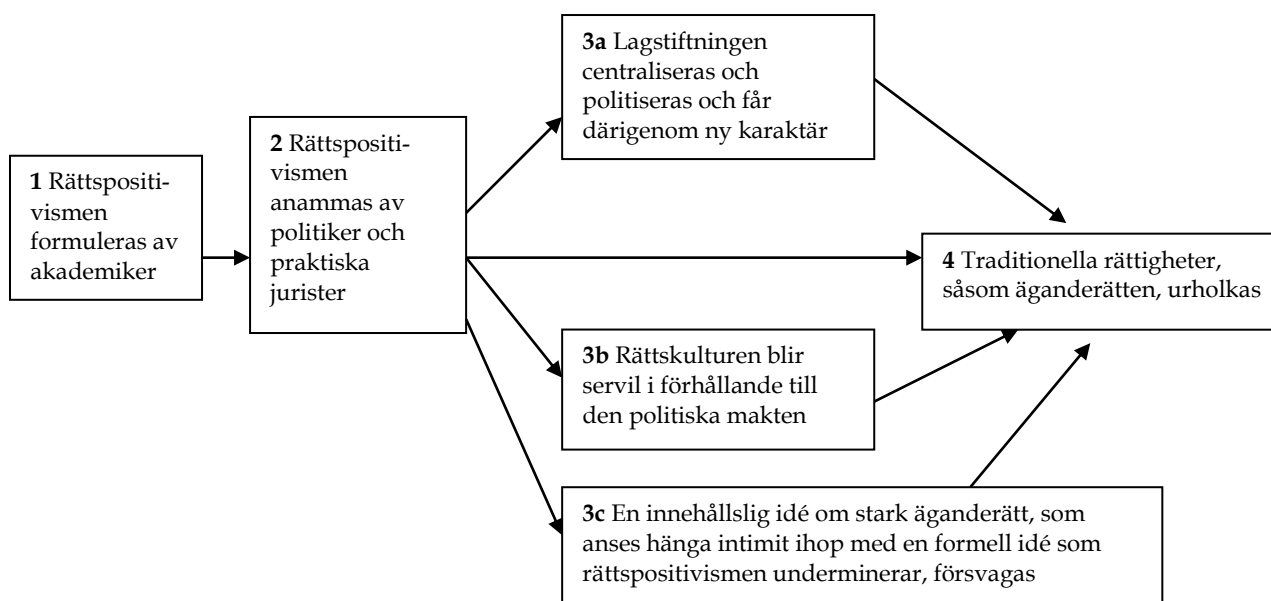 1 Rättspositi-
vismen
formuleras av
akademiker
2 Rättspositi-
vismen
anammas av
politiker och
praktiska
jurister
3a Lagstiftningen
centraliseras och
politiseras och får
därigenom ny karaktär
3b Rättskulturen blir
servil i förhållande till
den politiska makten
3c En innehållslig idé om stark äganderätt, som
anses hänga intimit ihop med en formell idé som
rättspositivismen underminerar, försvagas
4 Traditionella rättigheter,
såsom äganderätten, urholkas